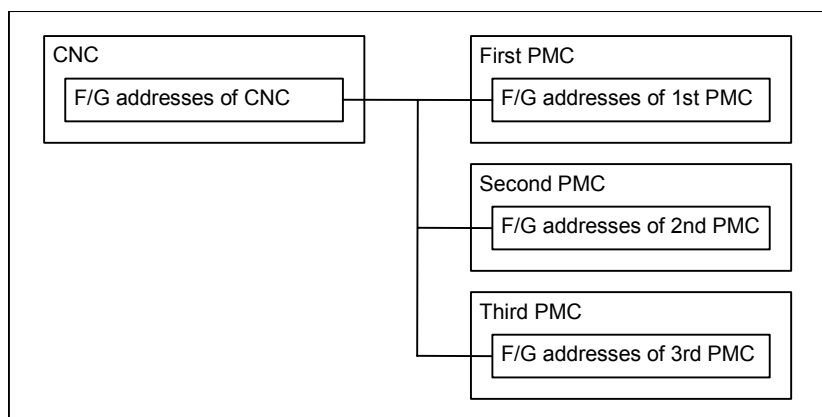 CNC
F/G addresses of CNC
First PMC
F/G addresses of 1st PMC
Second PMC
F/G addresses of 2nd PMC
Third PMC
F/G addresses of 3rd PMC